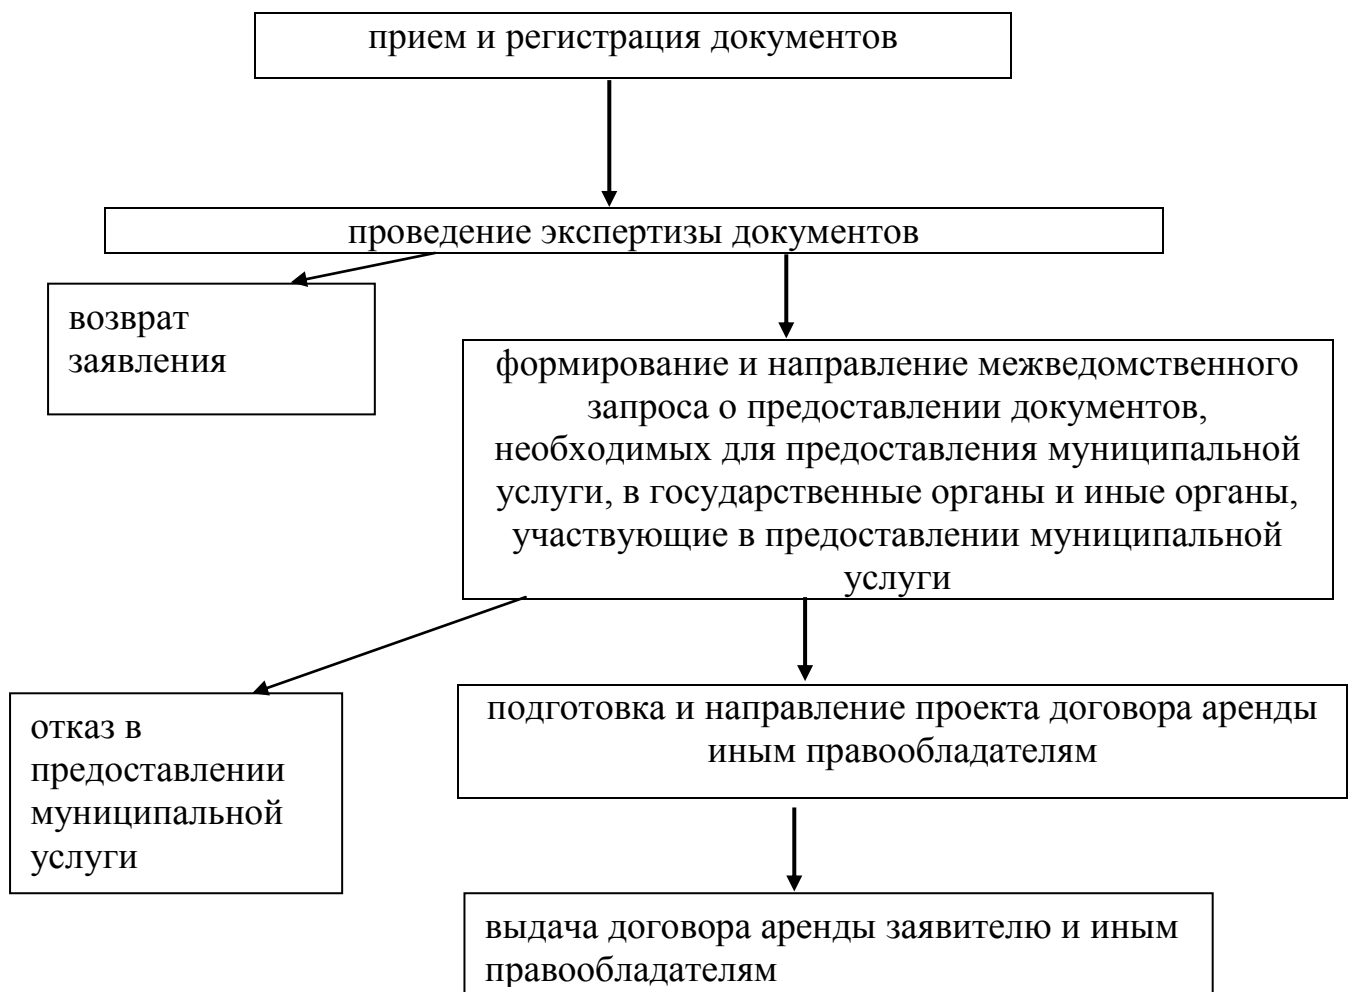 прием и регистрация документов
проведение экспертизы документов
возврат
заявления
формирование и направление межведомственного
запроса о предоставлении документов,
необходимых для предоставления муниципальной
услуги, в государственные органы и иные органы,
участвующие в предоставлении муниципальной
услуги
отказ в
предоставлении
муниципальной
услуги
подготовка и направление проекта договора аренды
иным правообладателям
выдача договора аренды заявителю и иным
правообладателям